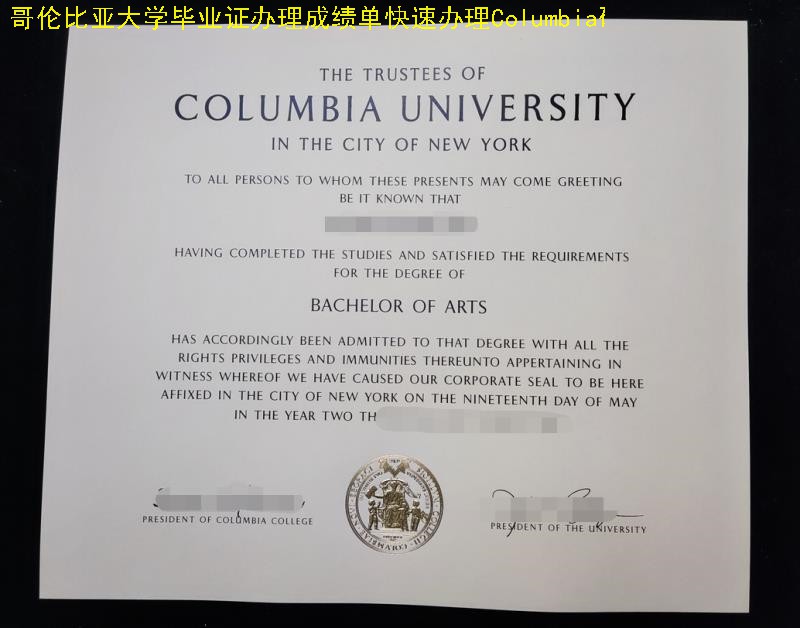 哥伦比亚大学毕业证办理成绩单快速办理Columbia
THE TRUSTEES OF
COLUMBIA UNIVERSITY
IN THE CITY OF NEW YORK
TO ALL PERSONS TO WHOM THESE PRESENTS MAY COME GREETING
BE IT KNOWN THAT
HAVING COMPLETED THE STUDIES AND SATISFIED THE REQUIREMENTS
FOR THE DEGREE OF
BACHELOR OF ARTS
HAS ACCORDINGLY BEEN ADMITTED TO THAT DEGREE WITH ALL THE
RIGHTS PRIVILEGES AND IMMUNITIES THEREUNTO APPERTAINING IN
WITNESS WHEREOF WE HAVE CAUSED OUR CORPORATE SEAL TO BE HERE
AFFIXED IN THE CITY OF NEW YORK ON THE NINETEENTH DAY OF MAY
IN THE YEAR TWO TH
PRESIDENT OF COLUMBIA COLLEGE
PRESIDENT OF THE UNIVERSITY